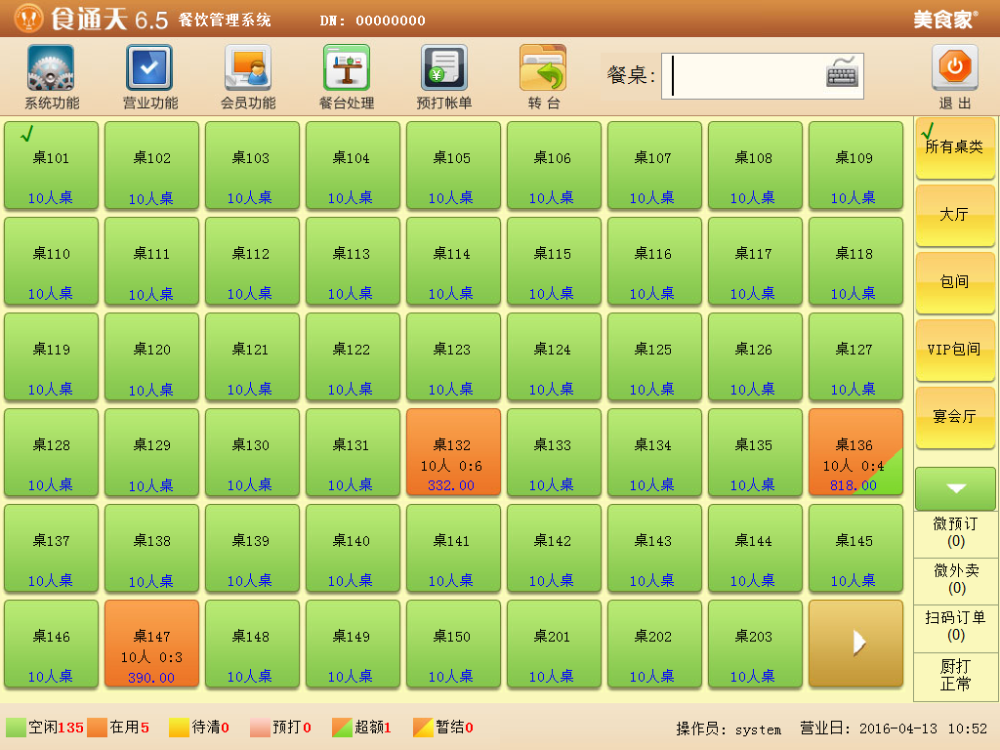 食通天 6.5 餐饮管理系统 DN: 00000000 美食家®
系统功能 营业功能 会员功能 餐台处理 预打帐单 转 台 餐桌: 退 出
桌101 桌102 桌103 桌104 桌105 桌106 桌107 桌108 桌109 所有桌类
10人桌 10人桌 10人桌 10人桌 10人桌 10人桌 10人桌 10人桌 10人桌
大厅
桌110 桌111 桌112 桌113 桌114 桌115 桌116 桌117 桌118
10人桌 10人桌 10人桌 10人桌 10人桌 10人桌 10人桌 10人桌 10人桌
包间
桌119 桌120 桌121 桌122 桌123 桌124 桌125 桌126 桌127 VIP包间
10人桌 10人桌 10人桌 10人桌 10人桌 10人桌 10人桌 10人桌 10人桌
宴会厅
桌128 桌129 桌130 桌131 桌132 桌133 桌134 桌135 桌136
10人 0:6 10人 0:4
10人桌 10人桌 10人桌 10人桌 332.00 10人桌 10人桌 10人桌 818.00
桌137 桌138 桌139 桌140 桌141 桌142 桌143 桌144 桌145
10人桌 10人桌 10人桌 10人桌 10人桌 10人桌 10人桌 10人桌 10人桌
微预订
(0)
微外卖
(0)
扫码订单
(0)
厨打
正常
桌146 桌147 桌148 桌149 桌150 桌201 桌202 桌203
10人 0:3
10人桌 390.00 10人桌 10人桌 10人桌 10人桌 10人桌 10人桌
空闲135 在用5 待清0 预打0 超额1 暂结0 操作员: system 营业日: 2016-04-13 10:52